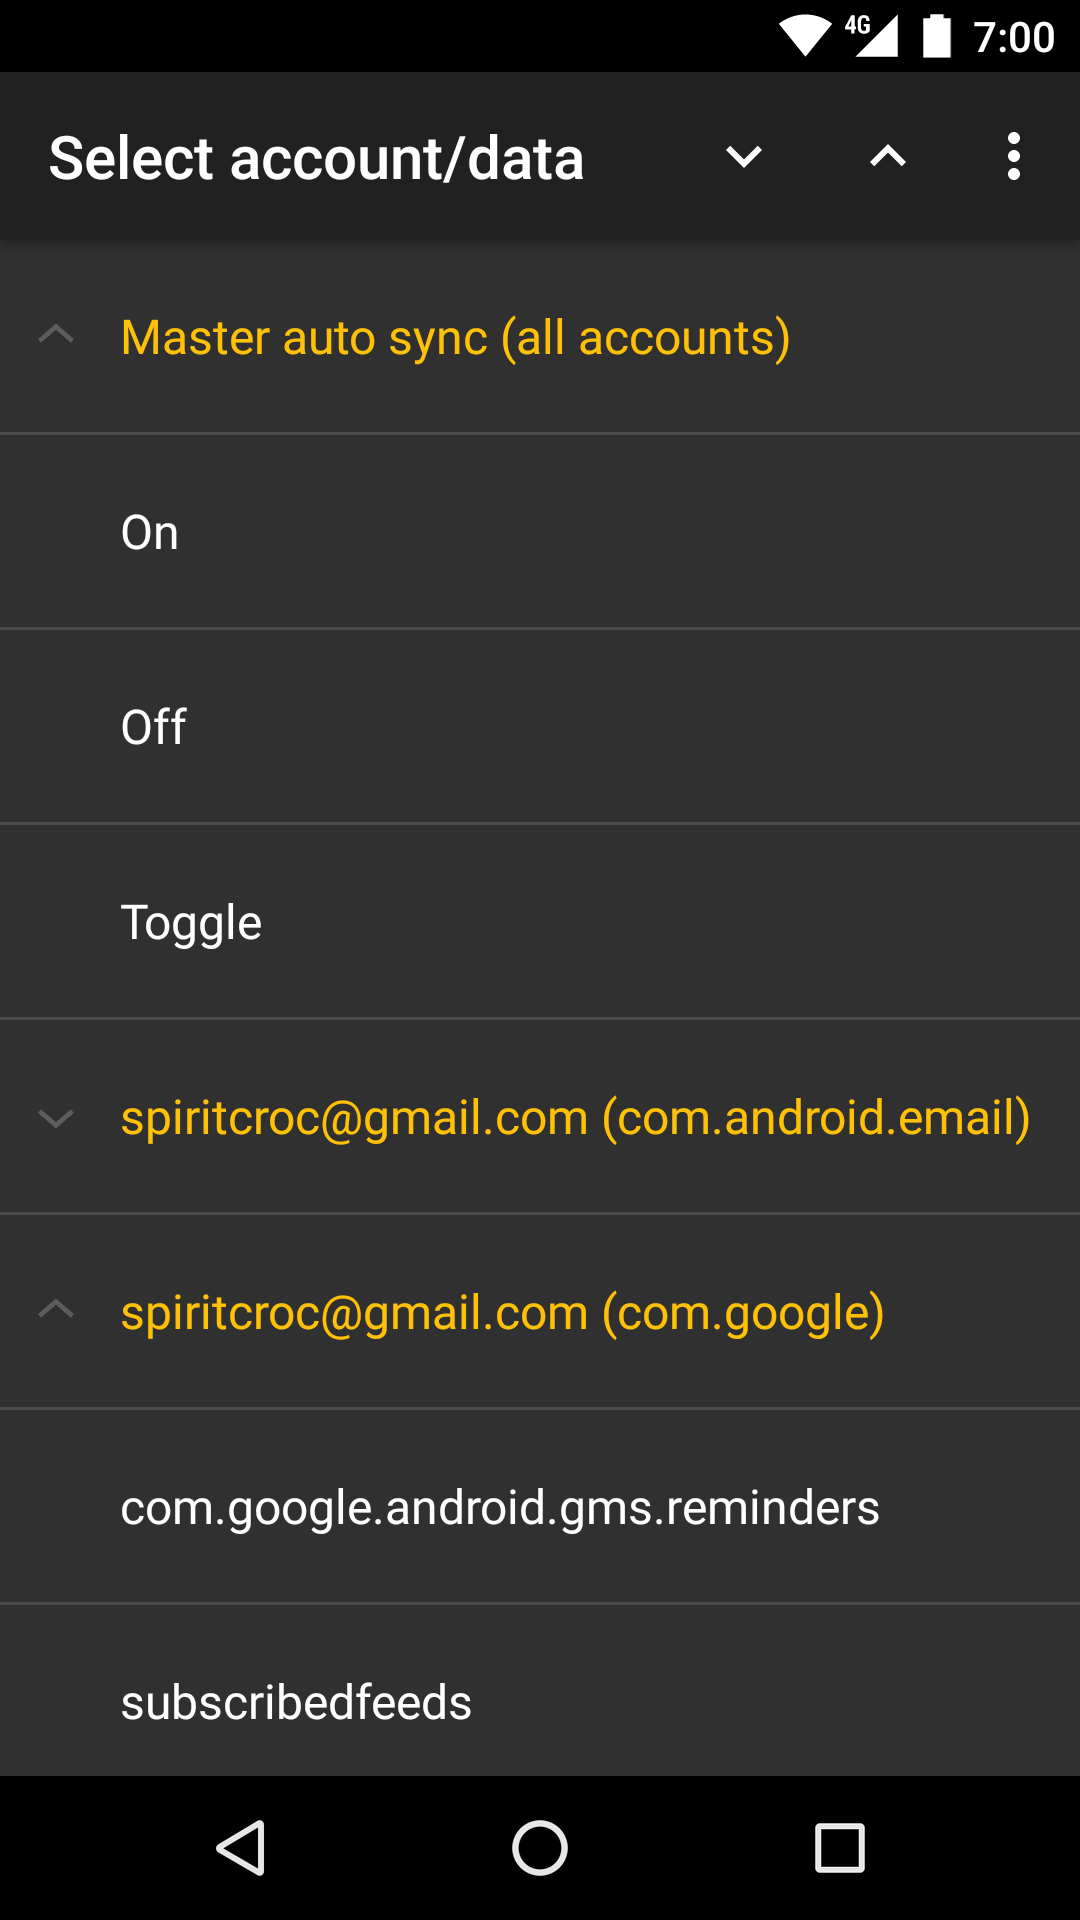 4G 7:00
Select account/data
Master auto sync (all accounts)
On
Off
Toggle
spiritcroc@gmail.com (com.android.email)
spiritcroc@gmail.com (com.google)
com.google.android.gms.reminders
subscribedfeeds